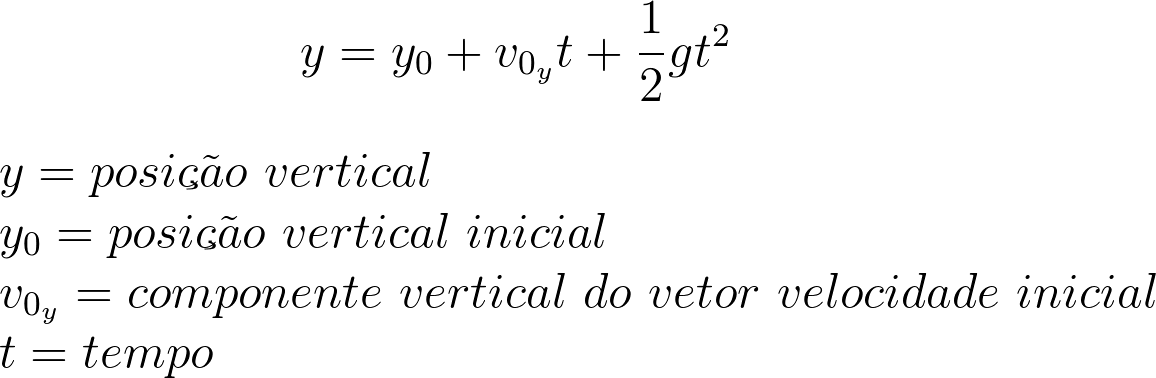 y = y₀ + v₀ᵧt + ½gt²
y = posição vertical
y₀ = posição vertical inicial
v₀ᵧ = componente vertical do vetor velocidade inicial
t = tempo